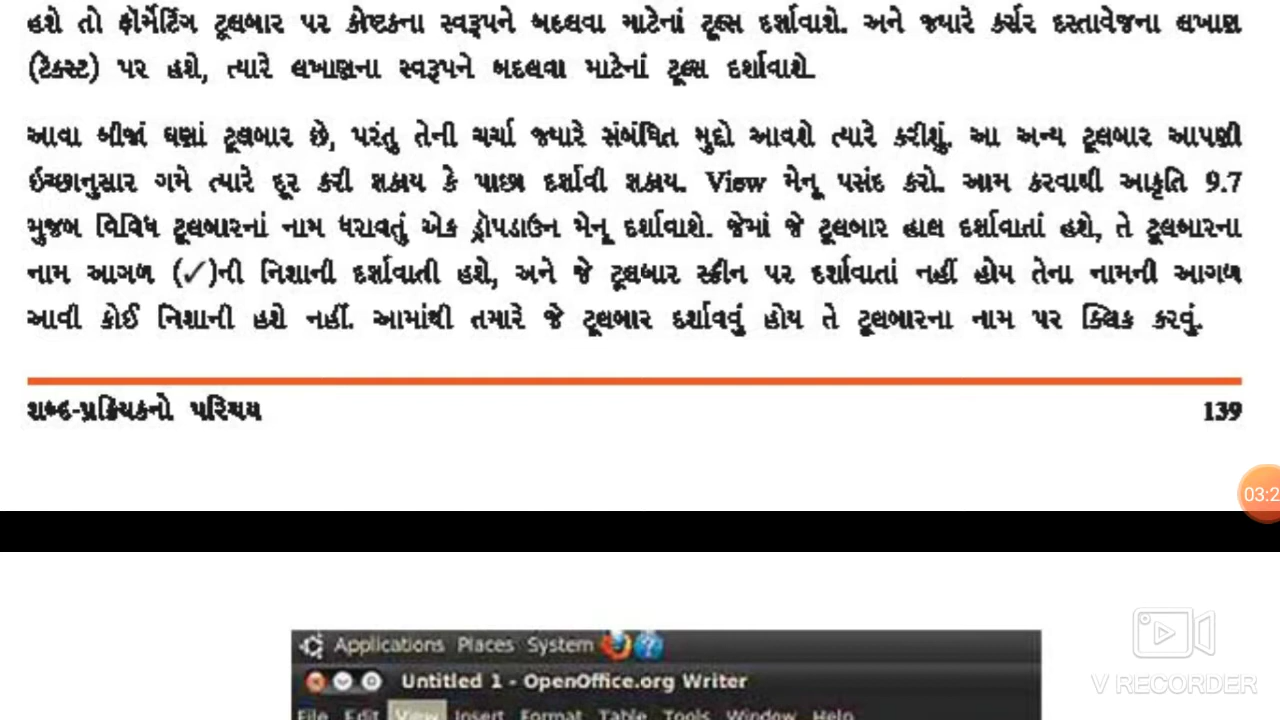 હશે તો ફૉર્મેટિંગ ટૂલબાર પર કોષ્ટકના સ્વરૂપને બદલવા માટેનાં ટૂલ્સ દર્શાવાશે. અને જ્યારે કર્સર દસ્તાવેજના લખાણ
(ટેક્સ્ટ) પર હશે, ત્યારે લખાણના સ્વરૂપને બદલવા માટેનાં ટૂલ્સ દર્શાવાશે.
આવા બીજાં ઘણાં ટૂલબાર છે, પરંતુ તેની ચર્ચા જ્યારે સંબંધિત મુદ્દો આવશે ત્યારે કરીશું. આ અન્ય ટૂલબાર આપણી
ઇચ્છાનુસાર ગમે ત્યારે દૂર કરી શકાય કે પાછા દર્શાવી શકાય. View મેનૂ પસંદ કરો. આમ કરવાથી આકૃતિ 9.7
મુજબ વિવિધ ટૂલબારનાં નામ ધરાવતું એક ડ્રૉપડાઉન મેનૂ દર્શાવાશે. જેમાં જે ટૂલબાર હાલ દર્શાવાતાં હશે, તે ટૂલબારના
નામ આગળ (✓)ની નિશાની દર્શાવાતી હશે, અને જે ટૂલબાર સ્ક્રીન પર દર્શાવાતાં નહીં હોય તેના નામની આગળ
આવી કોઈ નિશાની હશે નહીં. આમાંથી તમારે જે ટૂલબાર દર્શાવવું હોય તે ટૂલબારના નામ પર ક્લિક કરવું.
શબ્દ-પ્રક્રિયકનો પરિચય 139
03:2
Applications Places System
Untitled 1 - OpenOffice.org Writer
File Edit View Insert Format Table Tools Window Help
V RECORDER